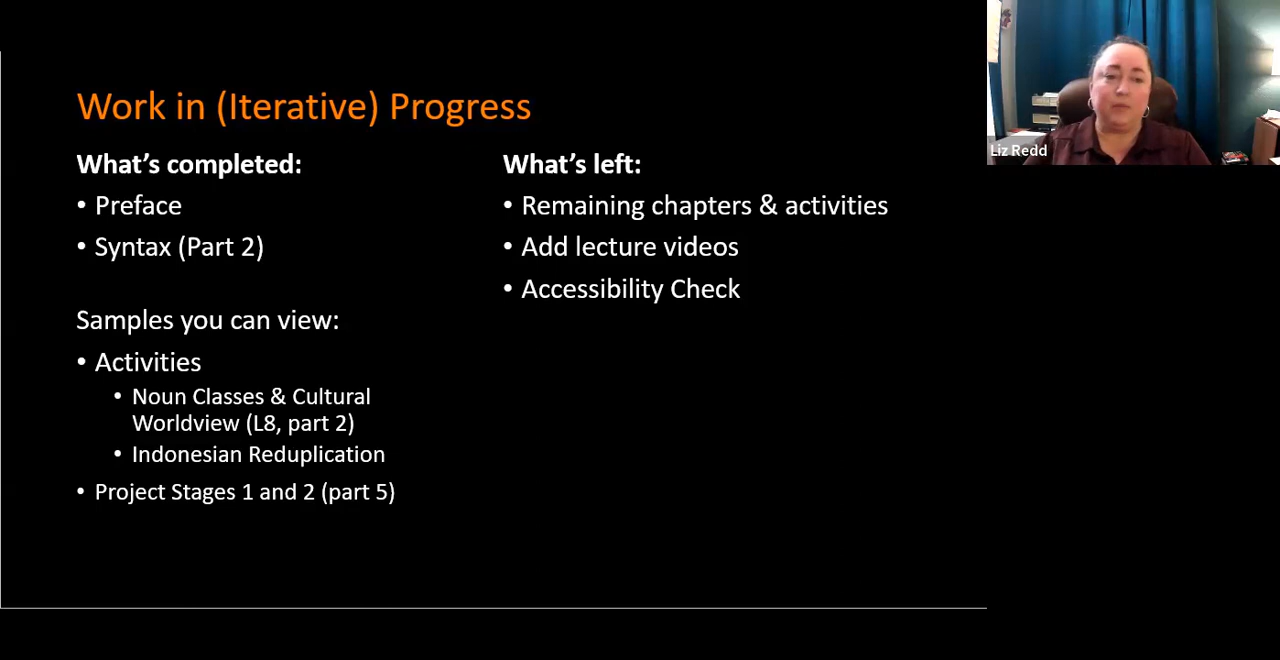 Work in (Iterative) Progress
What's completed:
• Preface
• Syntax (Part 2)
Samples you can view:
• Activities
• Noun Classes & Cultural
Worldview (L8, part 2)
• Indonesian Reduplication
• Project Stages 1 and 2 (part 5)
What's left:
• Remaining chapters & activities
• Add lecture videos
• Accessibility Check
Liz Redd